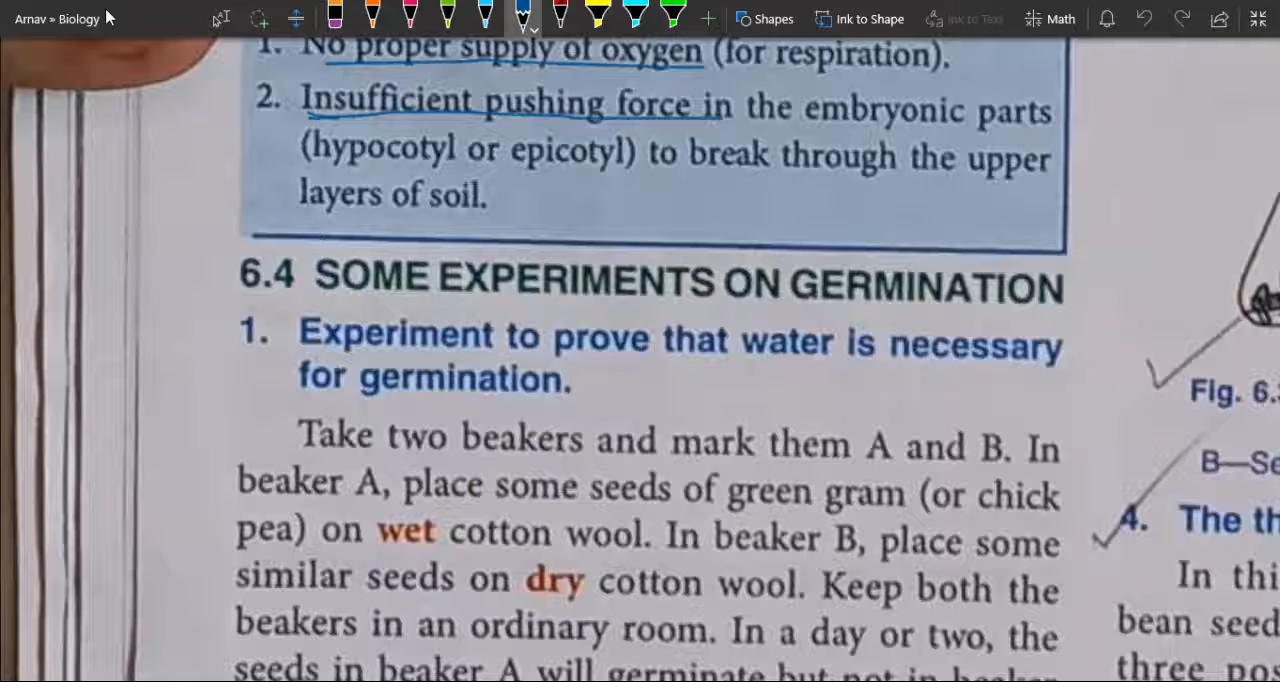 Arnav » Biology
Shapes
Ink to Shape
Ink to Text
Math
1. No proper supply of oxygen (for respiration).
2. Insufficient pushing force in the embryonic parts
(hypocotyl or epicotyl) to break through the upper
layers of soil.
6.4 SOME EXPERIMENTS ON GERMINATION
1. Experiment to prove that water is necessary
for germination.
Take two beakers and mark them A and B. In
beaker A, place some seeds of green gram (or chick
pea) on wet cotton wool. In beaker B, place some
similar seeds on dry cotton wool. Keep both the
beakers in an ordinary room. In a day or two, the
seeds in beaker A will germinate but not in beaker
Fig. 6.
B—Se
4. The th
In thi
bean seed
three pos